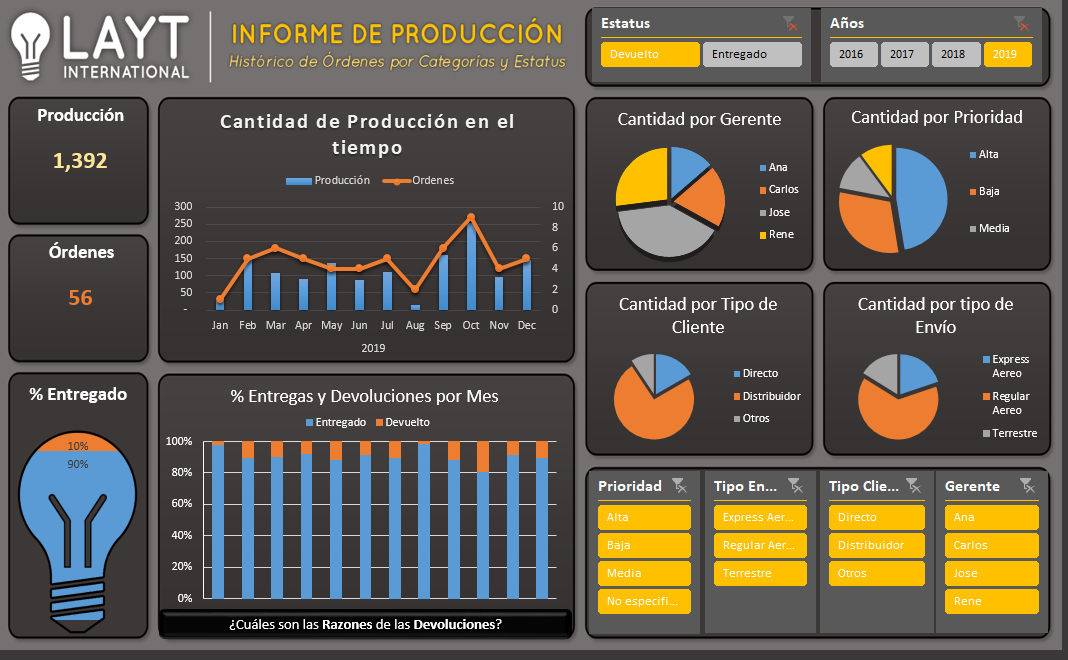 LAYT
INTERNATIONAL
INFORME DE PRODUCCIÓN
Histórico de Órdenes por Categorías y Estatus
Estatus
Devuelto
Entregado
Años
2016
2017
2018
2019
Producción
1,392
Órdenes
56
% Entregado
10%
90%
Cantidad de Producción en el
tiempo
Producción
Ordenes
300
250
200
150
100
50
-
10
8
6
4
2
0
Jan
Feb
Mar
Apr
May
Jun
Jul
Aug
Sep
Oct
Nov
Dec
2019
% Entregas y Devoluciones por Mes
Entregado
Devuelto
100%
80%
60%
40%
20%
0%
¿Cuáles son las Razones de las Devoluciones?
Cantidad por Gerente
Ana
Carlos
Jose
Rene
Cantidad por Prioridad
Alta
Baja
Media
Cantidad por Tipo de
Cliente
Directo
Distribuidor
Otros
Cantidad por tipo de
Envío
Express
Aereo
Regular
Aereo
Terrestre
Prioridad
Alta
Baja
Media
No especifi...
Tipo En...
Express Aer...
Regular Aer...
Terrestre
Tipo Clie...
Directo
Distribuidor
Otros
Gerente
Ana
Carlos
Jose
Rene